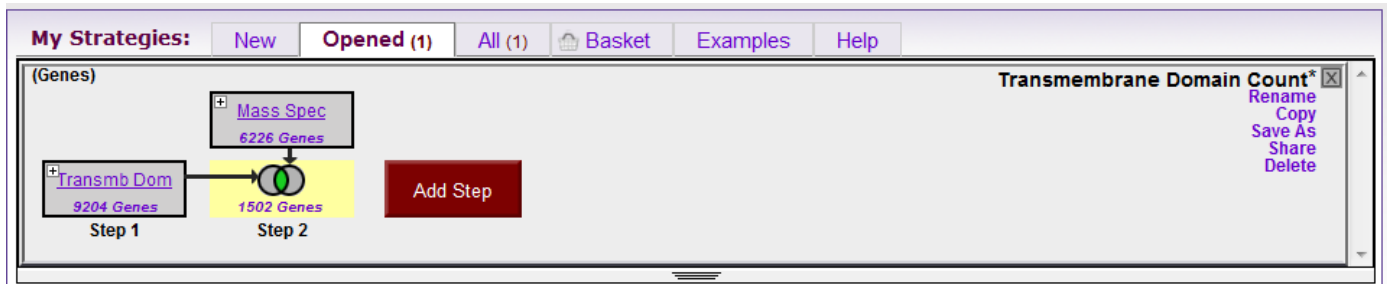 My Strategies: New Opened (1) All (1) Basket Examples Help
(Genes) Transmembrane Domain Count* X
Rename
Copy
Save As
Share
Delete
Mass Spec
6226 Genes
Transmb Dom
9204 Genes
Step 1
1502 Genes
Step 2
Add Step